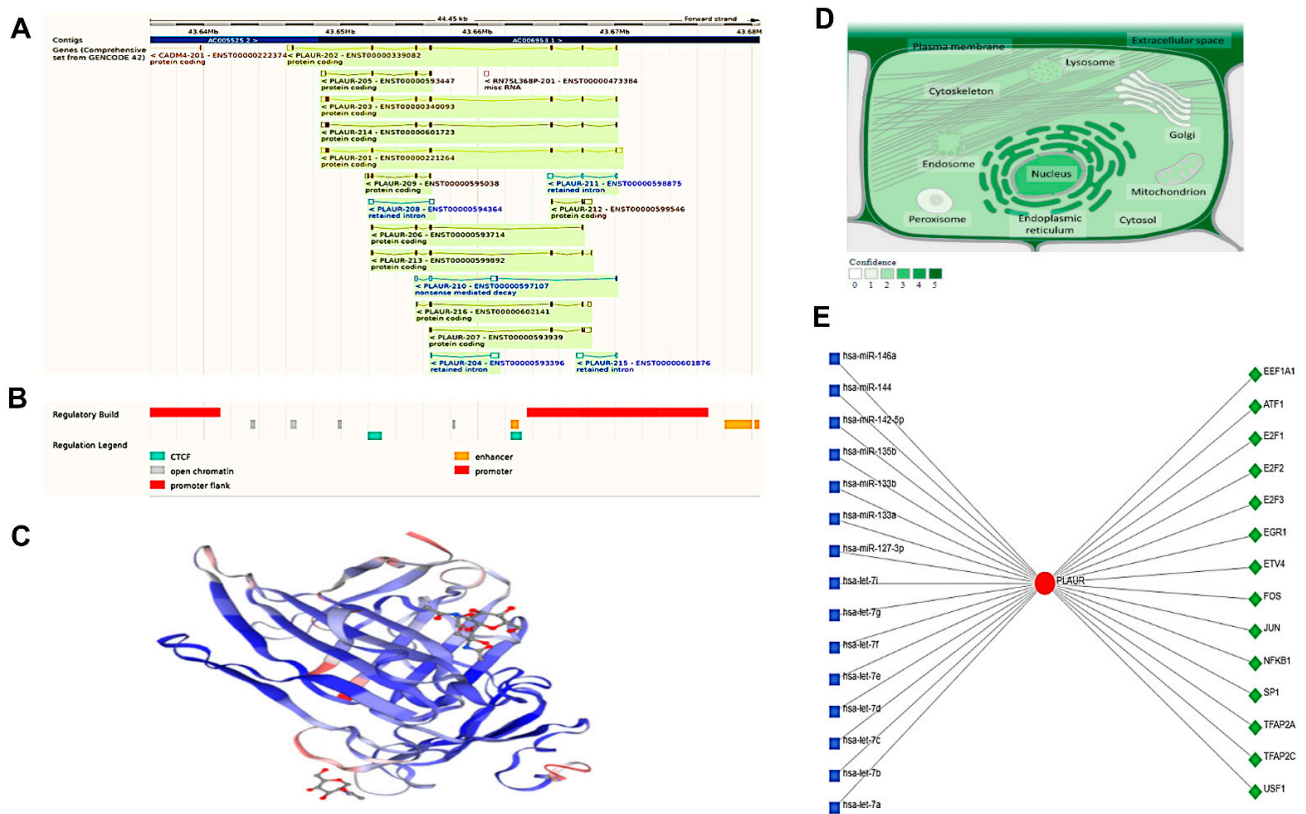 A
44.45 kb
Forward strand
43.64Mb
43.65Mb
43.66Mb
43.67Mb
43.68M
Contigs
AC005525.2 >
AC006953.1 >
Genes (Comprehensive
set from GENCODE 42)
< CADM4-201 - ENST00000222374
protein coding
< PLAUR-202 - ENST00000339082
protein coding
< PLAUR-205 - ENST00000593447
protein coding
< RN7SL368P-201 - ENST00000473384
misc RNA
< PLAUR-203 - ENST00000340093
protein coding
< PLAUR-214 - ENST00000601723
protein coding
< PLAUR-201 - ENST00000221264
protein coding
< PLAUR-209 - ENST00000595038
protein coding
< PLAUR-211 - ENST00000598875
retained intron
< PLAUR-208 - ENST00000594364
retained intron
< PLAUR-212 - ENST00000599546
protein coding
< PLAUR-206 - ENST00000593714
protein coding
< PLAUR-213 - ENST00000599892
protein coding
< PLAUR-210 - ENST00000597107
nonsense mediated decay
< PLAUR-216 - ENST00000602141
protein coding
< PLAUR-207 - ENST00000593939
protein coding
< PLAUR-204 - ENST00000593396
retained intron
< PLAUR-215 - ENST00000601876
retained intron
B
Regulatory Build
Regulation Legend
CTCF
open chromatin
promoter flank
enhancer
promoter
C
D
Plasma membrane
Extracellular space
Lysosome
Cytoskeleton
Golgi
Endosome
Nucleus
Mitochondrion
Peroxisome
Endoplasmic
reticulum
Cytosol
Confidence
0 1 2 3 4 5
E
hsa-miR-146a
hsa-miR-144
hsa-miR-142-5p
hsa-miR-135b
hsa-miR-133b
hsa-miR-133a
hsa-miR-127-3p
hsa-let-7i
hsa-let-7g
hsa-let-7f
hsa-let-7e
hsa-let-7d
hsa-let-7c
hsa-let-7b
hsa-let-7a
PLAUR
EEF1A1
ATF1
E2F1
E2F2
E2F3
EGR1
ETV4
FOS
JUN
NFKB1
SP1
TFAP2A
TFAP2C
USF1